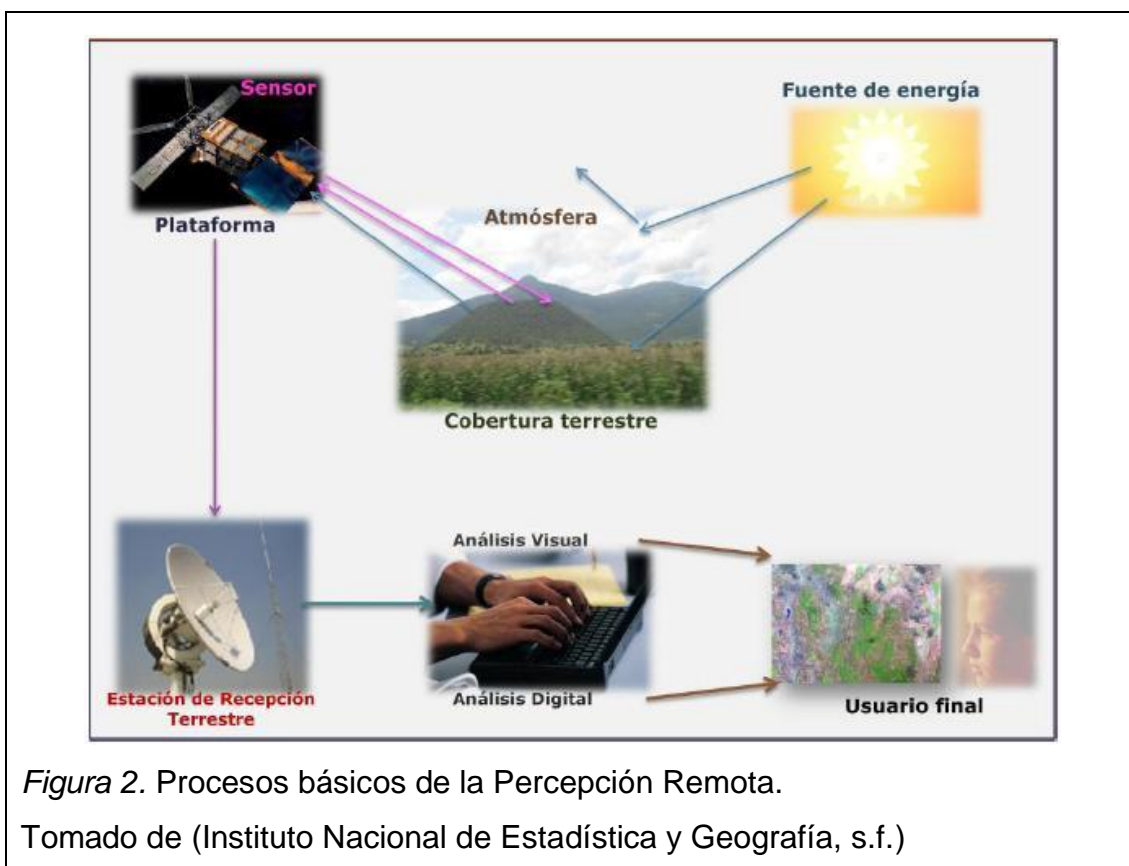 Sensor
Fuente de energía
Plataforma
Atmósfera
Cobertura terrestre
Análisis Visual
Análisis Digital
Estación de Recepción
Terrestre
Usuario final
Figura 2. Procesos básicos de la Percepción Remota.
Tomado de (Instituto Nacional de Estadística y Geografía, s.f.)